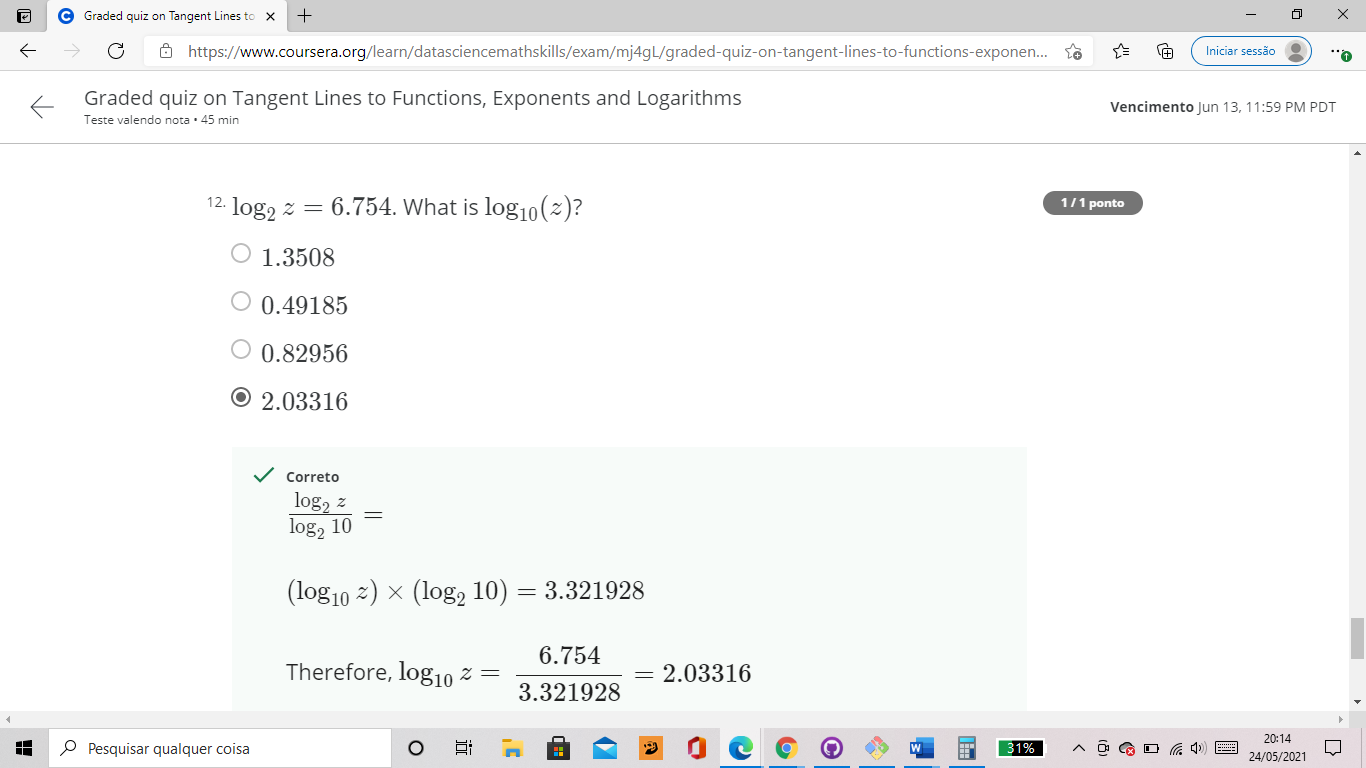 Graded quiz on Tangent Lines to
https://www.coursera.org/learn/datasciencemathskills/exam/mj4gL/graded-quiz-on-tangent-lines-to-functions-exponen...
Iniciar sessão
Graded quiz on Tangent Lines to Functions, Exponents and Logarithms
Teste valendo nota • 45 min
Vencimento Jun 13, 11:59 PM PDT
12. log₂ z = 6.754. What is log₁₀(z)?
1 / 1 ponto
1.3508
0.49185
0.82956
2.03316
Correto
log₂ z
log₂ 10 =
(log₁₀ z) × (log₂ 10) = 3.321928
Therefore, log₁₀ z = 6.754 / 3.321928 = 2.03316
Pesquisar qualquer coisa
31%
20:14
24/05/2021